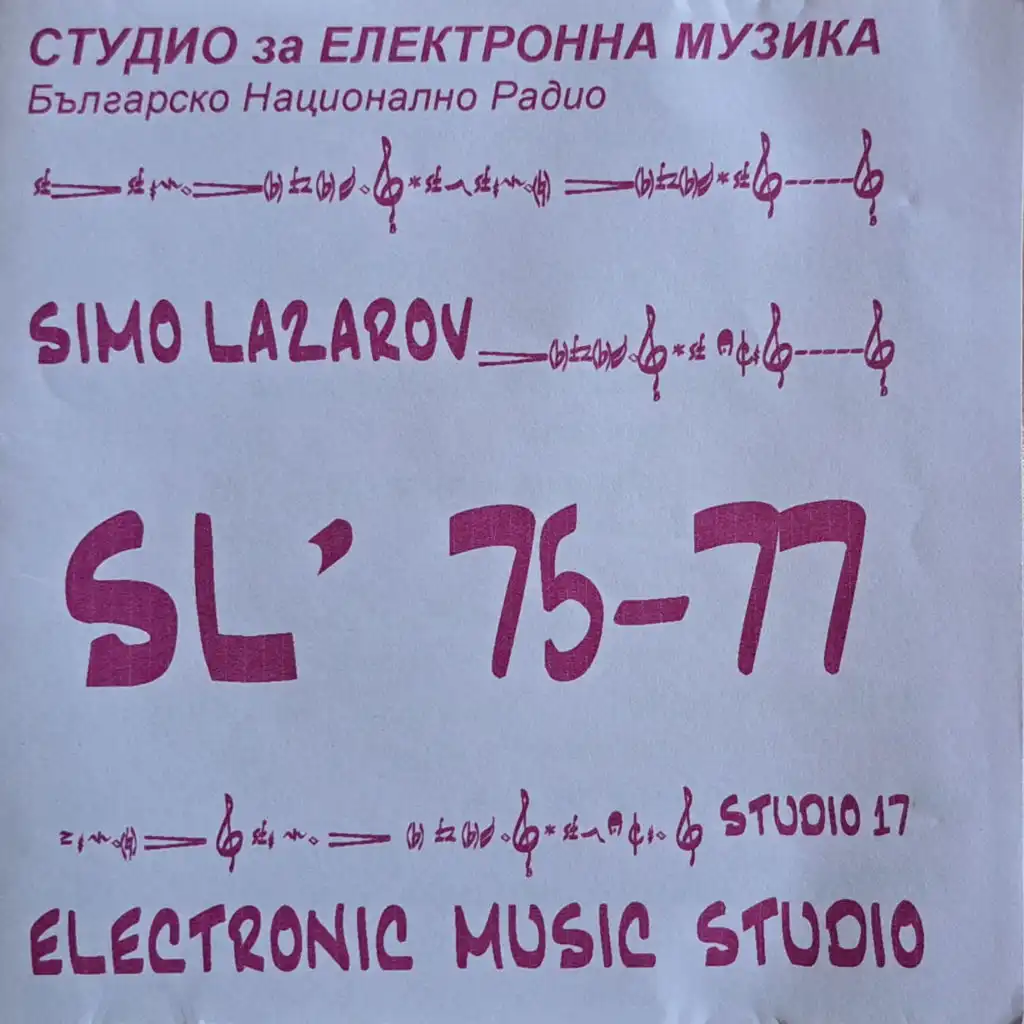 СТУДИО за ЕЛЕКТРОННА МУЗИКА
Българско Национално Радио
SIMO LAZAROV
SL' 75-77
STUDIO 17
ELECTRONIC MUSIC STUDIO